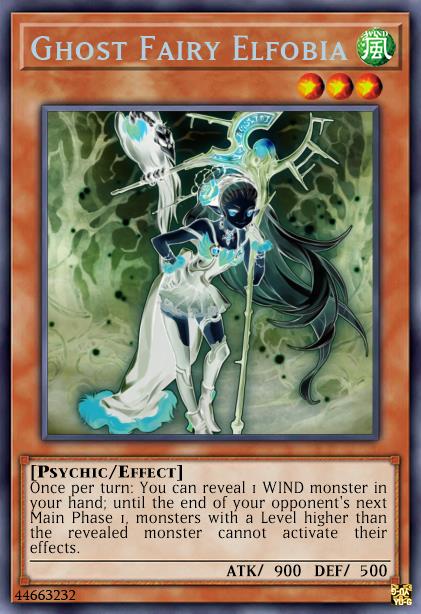 Ghost Fairy Elfobia
WIND
風
[Psychic/Effect]
Once per turn: You can reveal 1 WIND monster in
your hand; until the end of your opponent's next
Main Phase 1, monsters with a Level higher than
the revealed monster cannot activate their
effects.
ATK/ 900 DEF/ 500
44663232